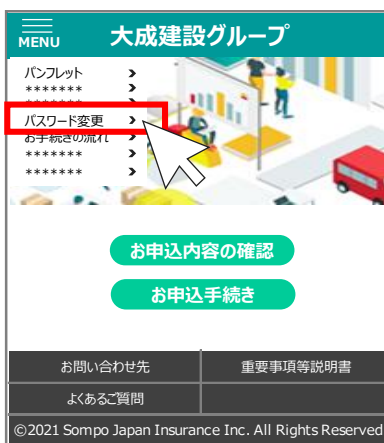 MENU 大成建設グループ
パンフレット
*******
*******
パスワード変更
お手続きの流れ
*******
*******
お申込内容の確認
お申込手続き
お問い合わせ先 重要事項等説明書
よくあるご質問
©2021 Sompo Japan Insurance Inc. All Rights Reserved